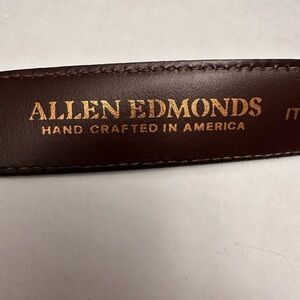 ALLEN EDMONDS
HAND CRAFTED IN AMERICA